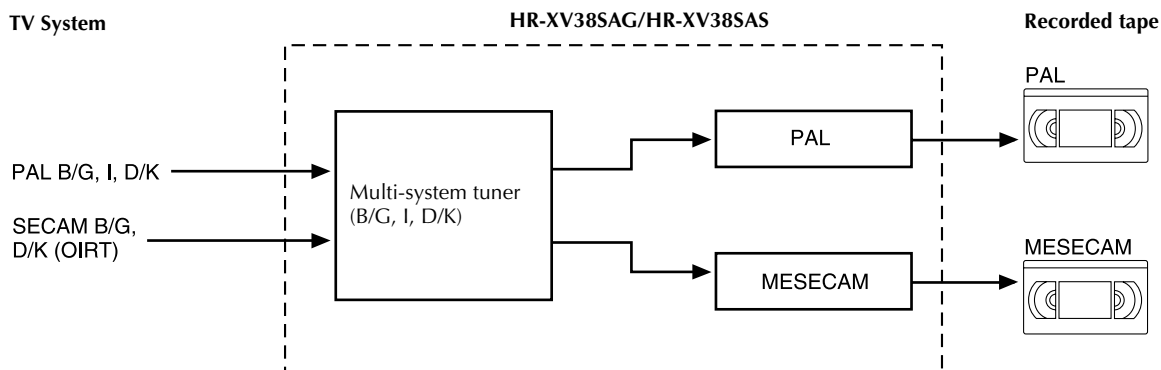 TV System
HR-XV38SAG/HR-XV38SAS
Recorded tape
PAL
PAL B/G, I, D/K
SECAM B/G,
D/K (OIRT)
Multi-system tuner
(B/G, I, D/K)
PAL
MESECAM
MESECAM